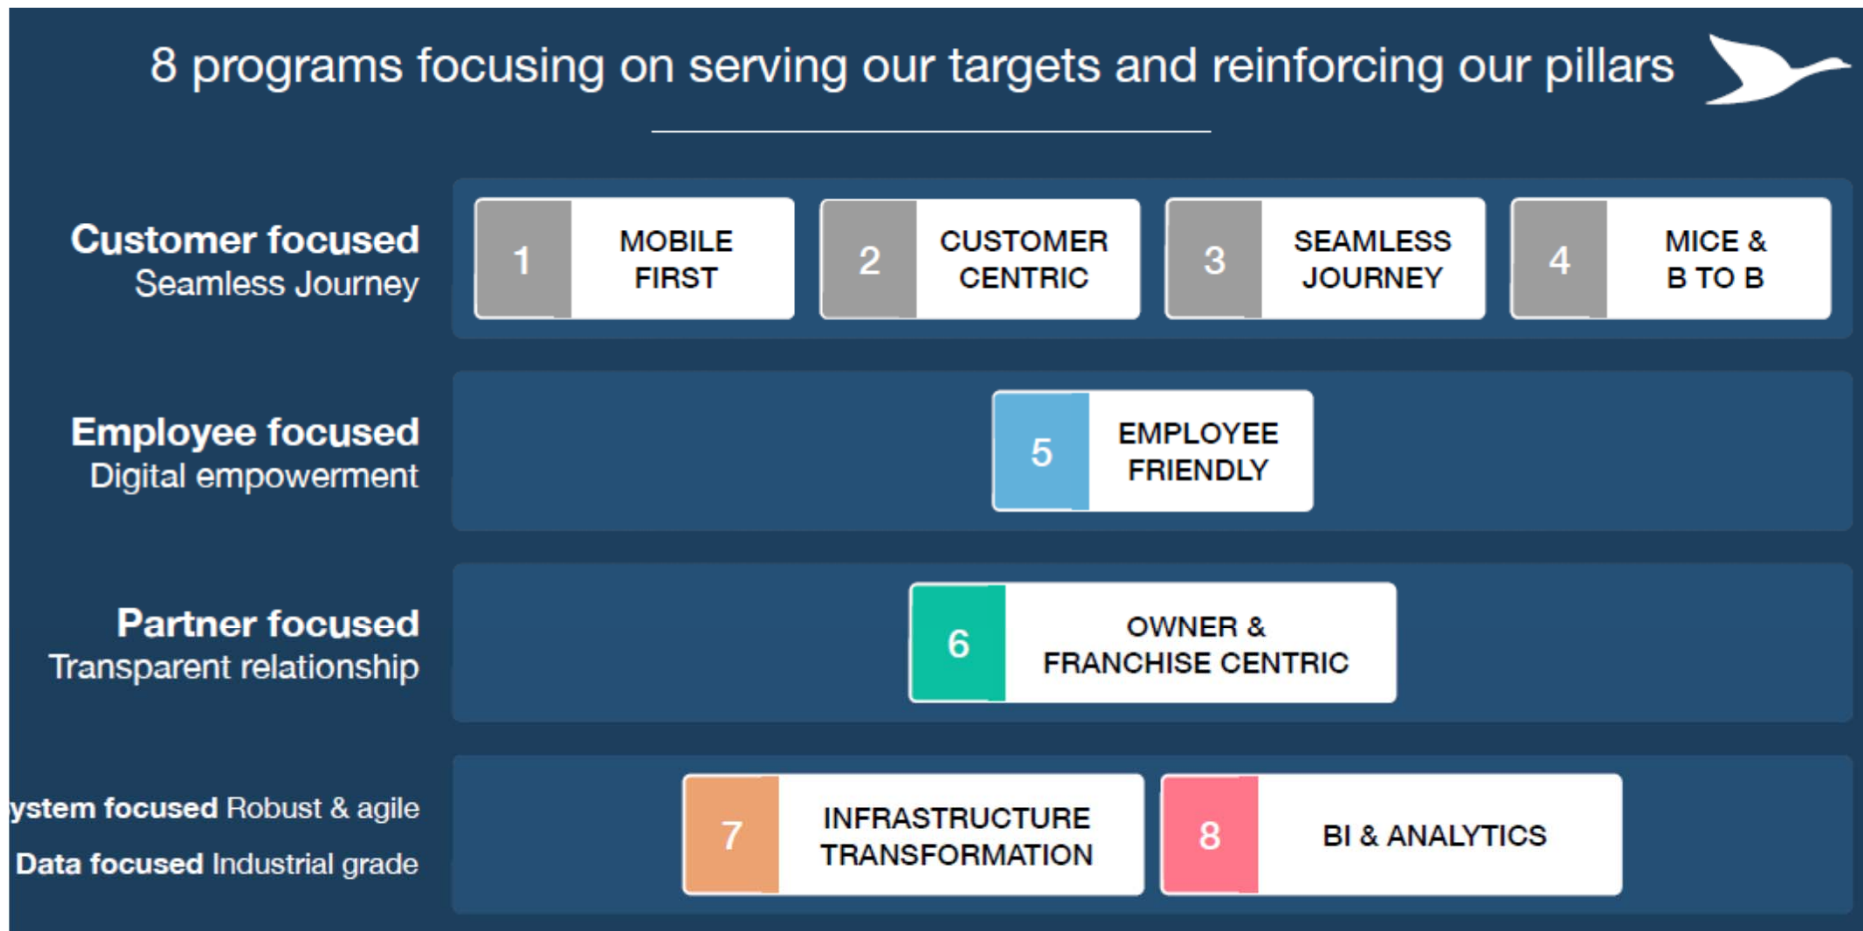 8 programs focusing on serving our targets and reinforcing our pillars
Customer focused
Seamless Journey
1
MOBILE
FIRST
2
CUSTOMER
CENTRIC
3
SEAMLESS
JOURNEY
4
MICE &
B TO B
Employee focused
Digital empowerment
5
EMPLOYEE
FRIENDLY
Partner focused
Transparent relationship
6
OWNER &
FRANCHISE CENTRIC
ystem focused Robust & agile
Data focused Industrial grade
7
INFRASTRUCTURE
TRANSFORMATION
8
BI & ANALYTICS